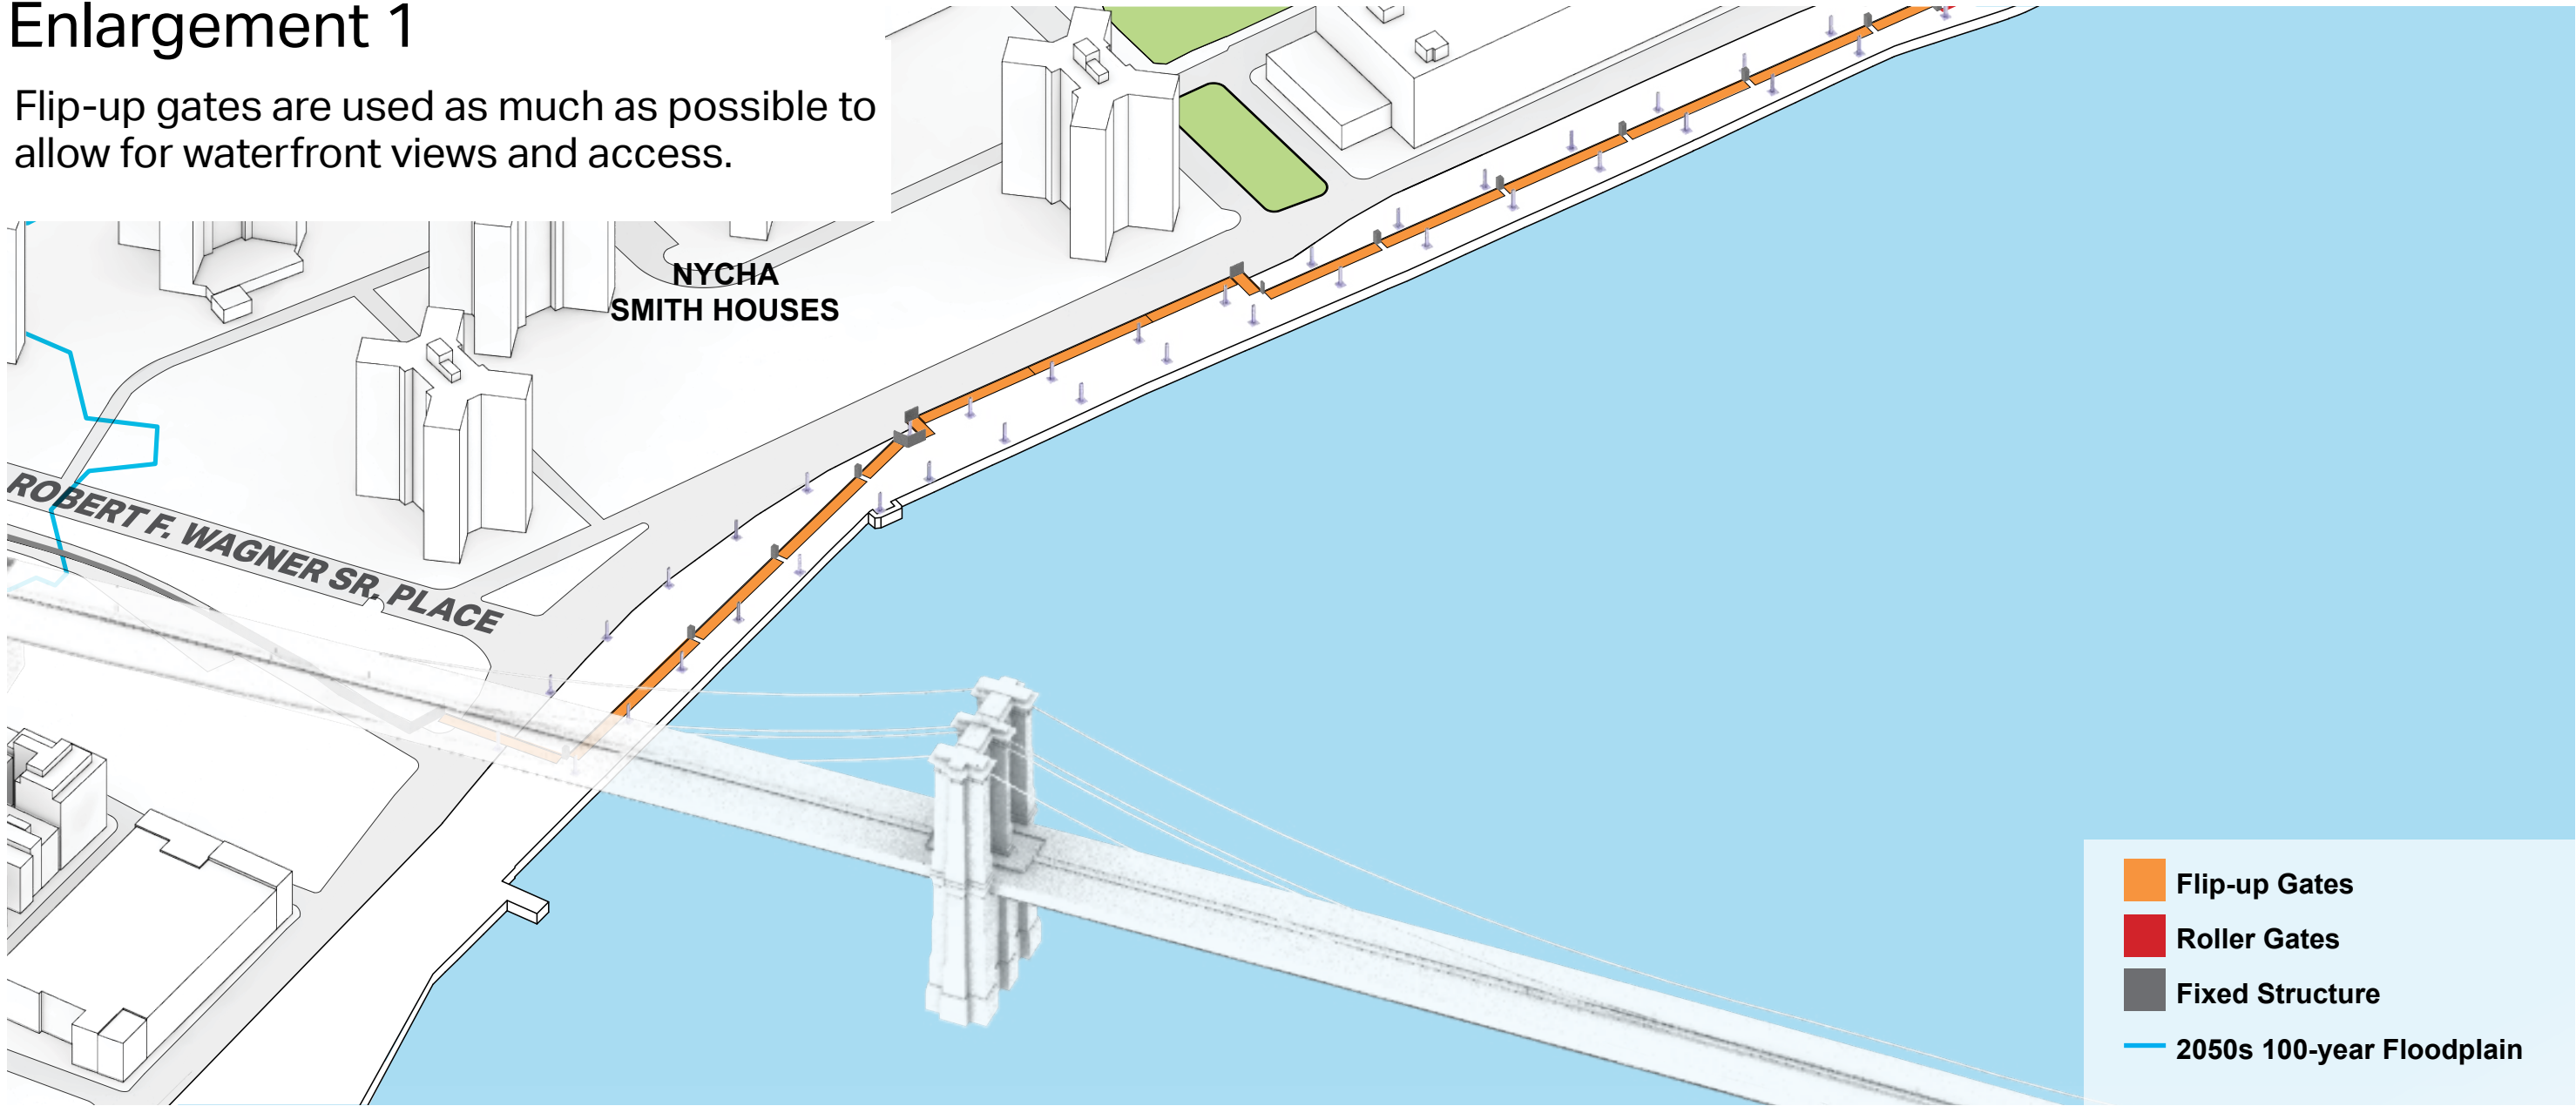 Enlargement 1
Flip-up gates are used as much as possible to
allow for waterfront views and access.
NYCHA
SMITH HOUSES
ROBERT F. WAGNER SR. PLACE
Flip-up Gates
Roller Gates
Fixed Structure
2050s 100-year Floodplain